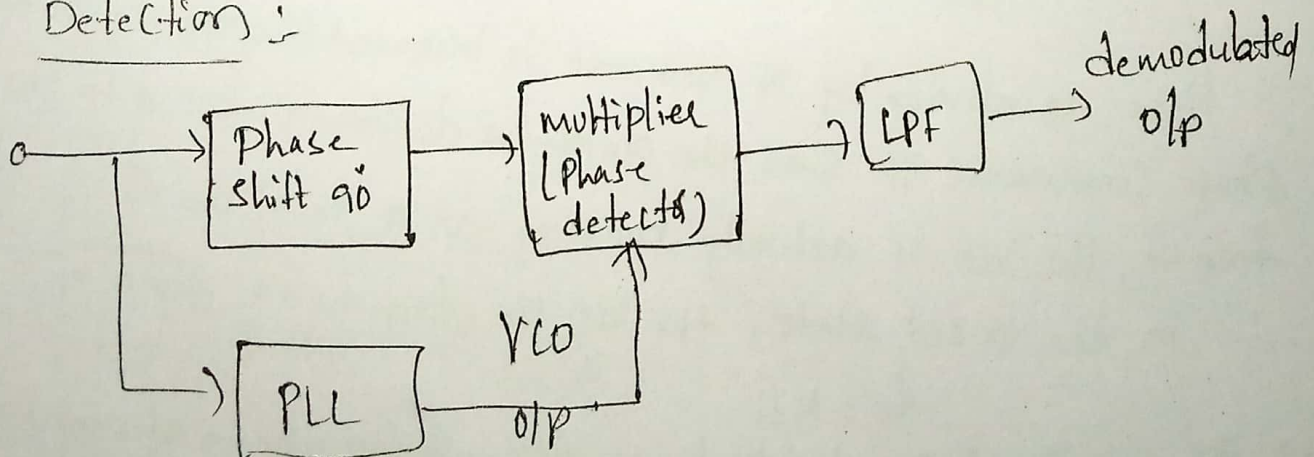 Detection :-
Phase
shift 90°
multiplier
(Phase
detector)
LPF
demodulated
o/p
PLL
VCO
o/p